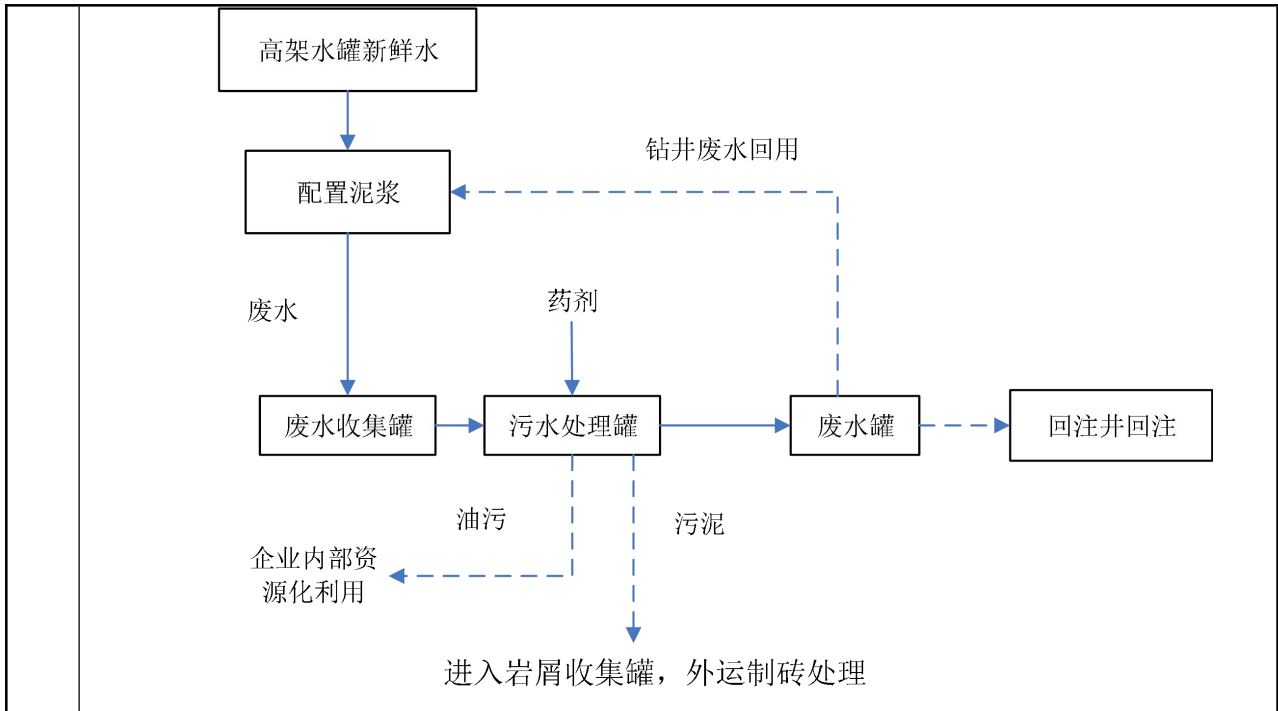 高架水罐新鲜水
钻井废水回用
配置泥浆
废水
药剂
废水收集罐
污水处理罐
废水罐
回注井回注
油污
污泥
企业内部资
源化利用
进入岩屑收集罐，外运制砖处理